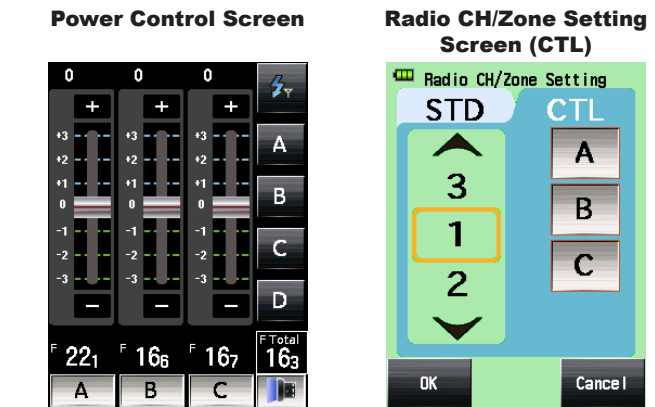 Power Control Screen
0 0 0
+ + +
+3 +3 +3
A
+2 +2 +2
+1 +1 +1
B
0 0 0
-1 -1 -1
C
-2 -2 -2
-3 -3 -3
- - -
D
F 22₁ F 16₆ F 16₇ F Total 16₃
A B C
Radio CH/Zone Setting
Screen (CTL)
Radio CH/Zone Setting
STD CTL
A
3
B
1
C
2
OK Cancel